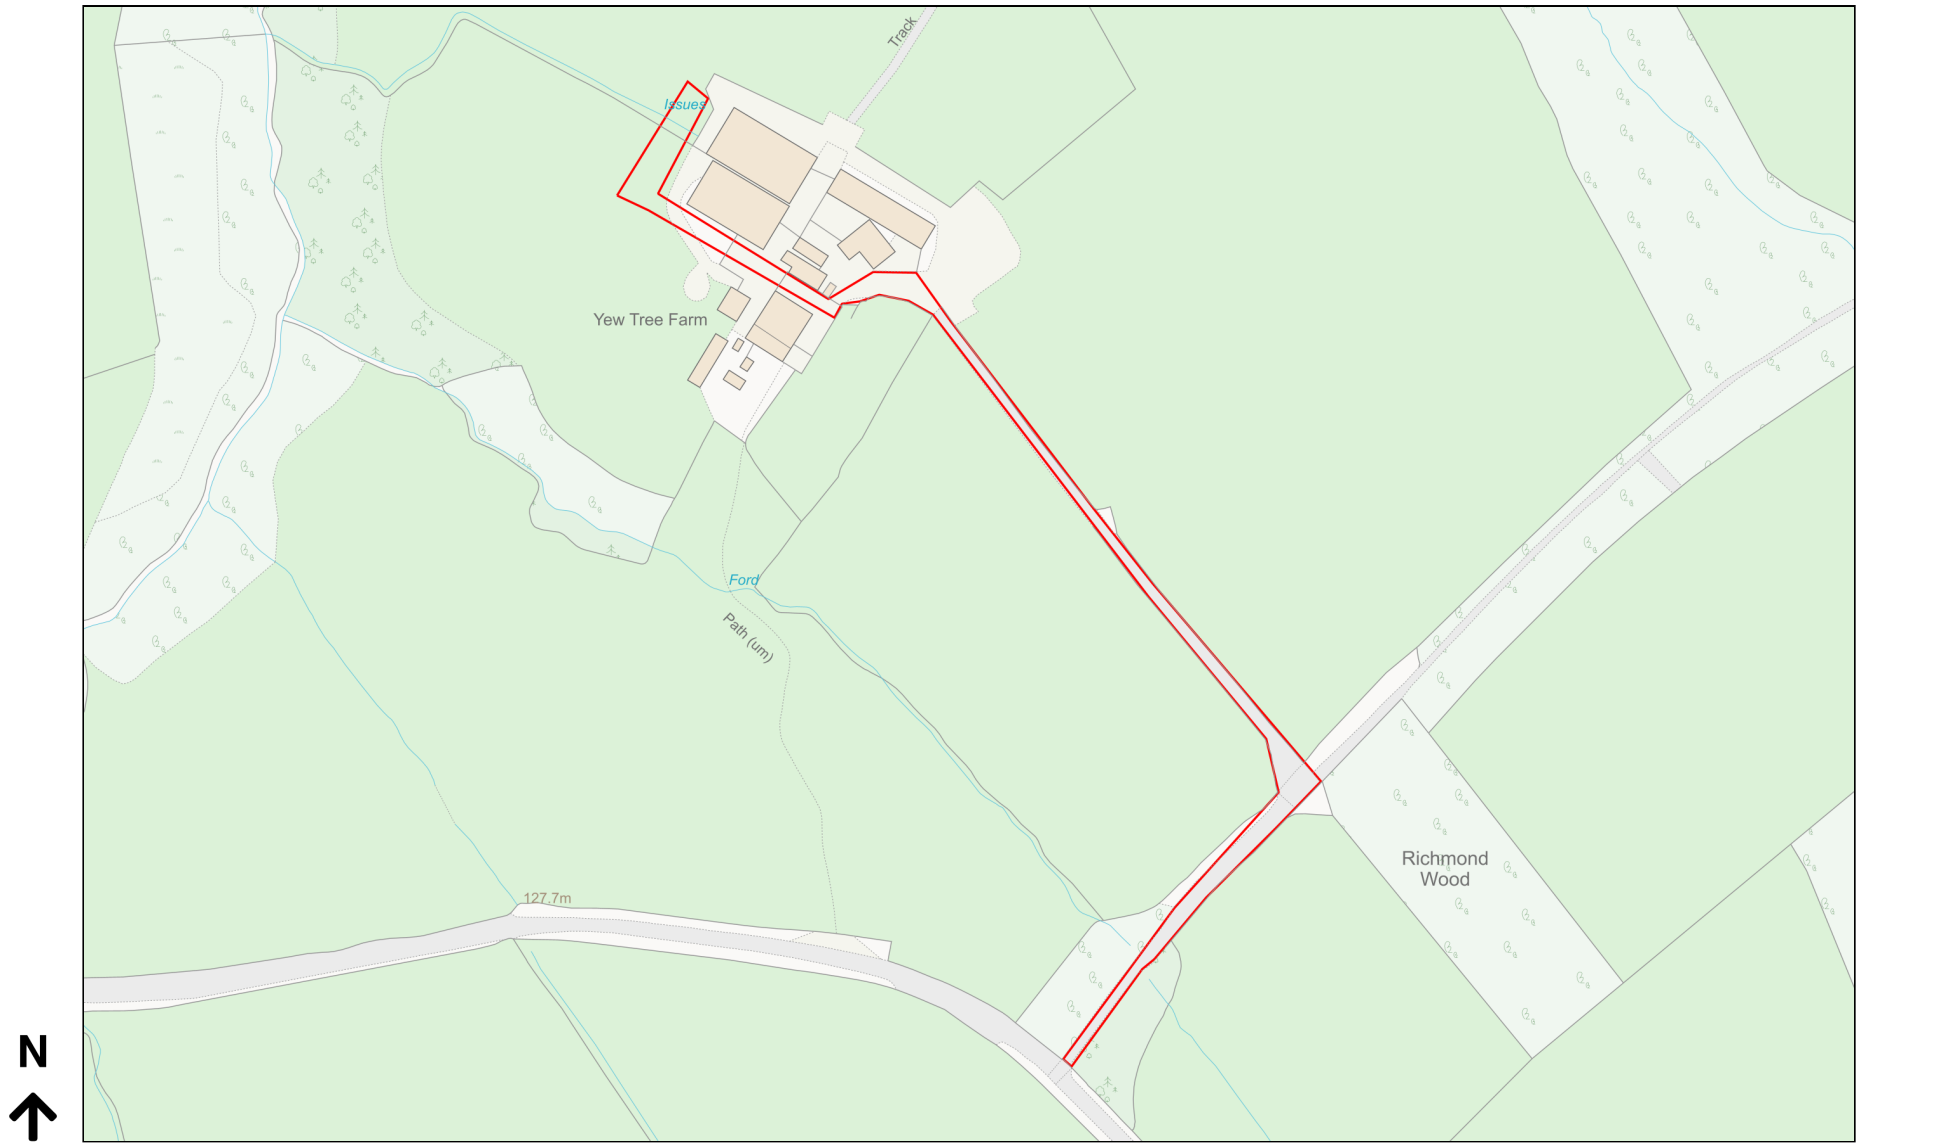 Track
Issues
Yew Tree Farm
Ford
Path (um)
Richmond
Wood
127.7m
N